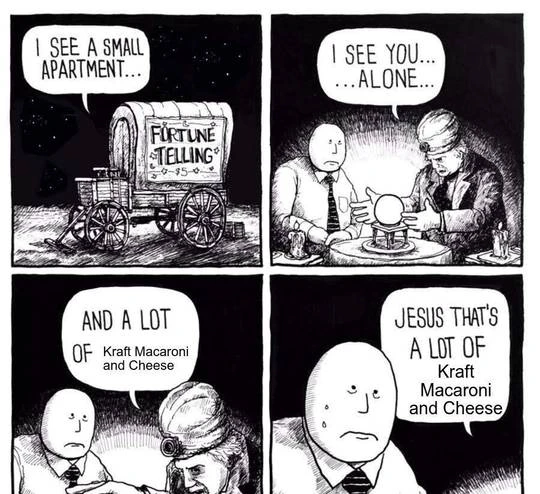 I SEE A SMALL
APARTMENT...
FORTUNE
TELLING
$5
I SEE YOU...
...ALONE...
AND A LOT
OF Kraft Macaroni
and Cheese
JESUS THAT'S
A LOT OF
Kraft
Macaroni
and Cheese